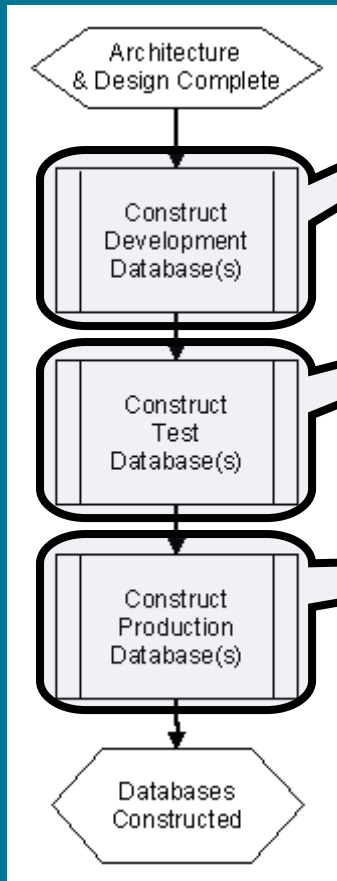 Architecture
& Design Complete
Construct
Development
Database(s)
Construct
Test
Database(s)
Construct
Production
Database(s)
Databases
Constructed